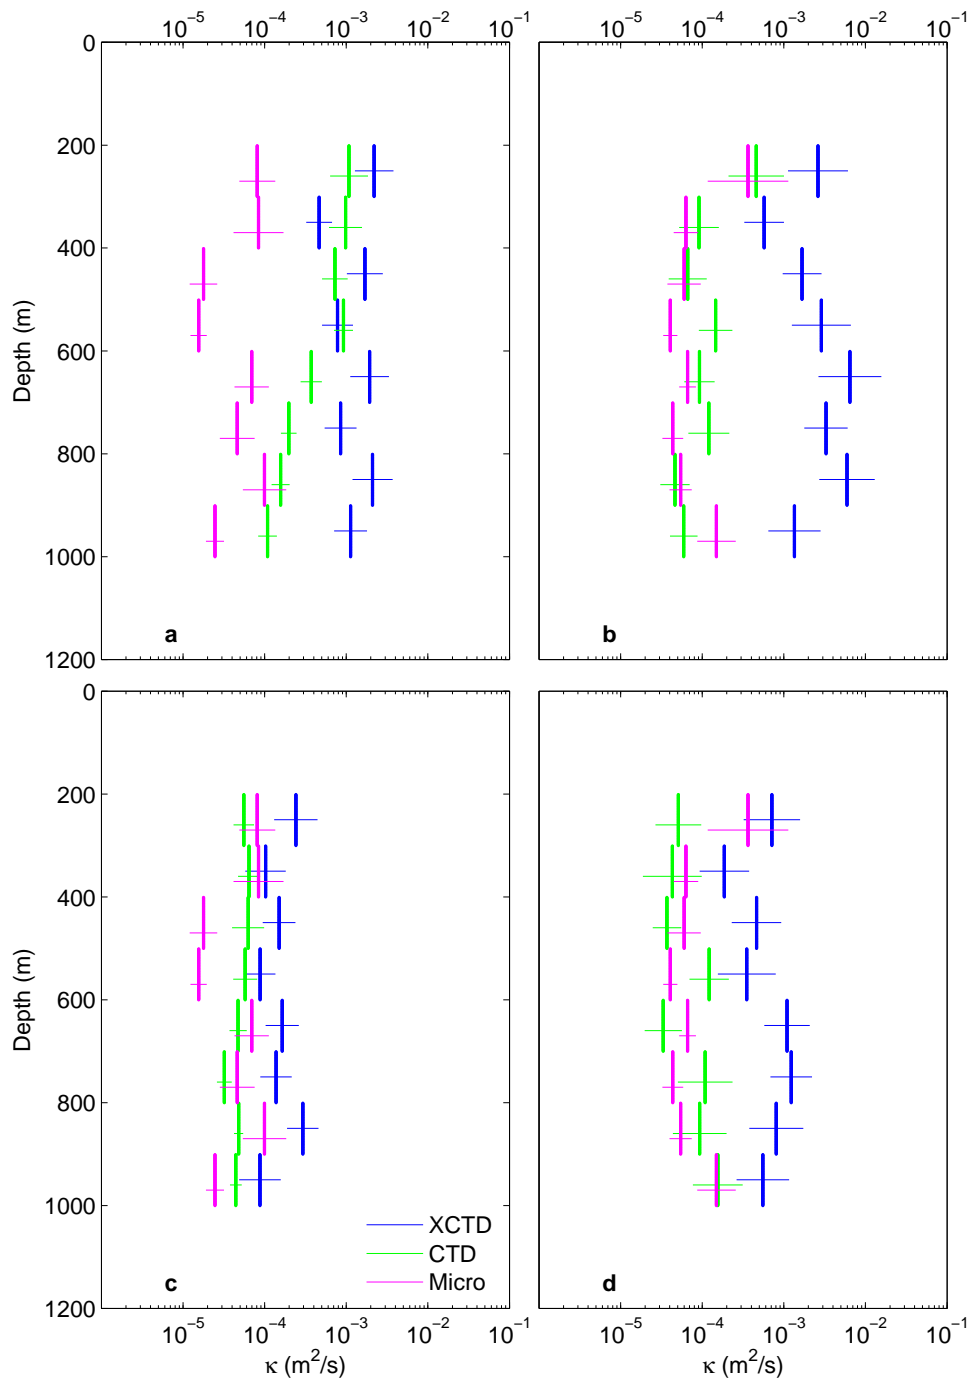 10⁻⁵ 10⁻⁴ 10⁻³ 10⁻² 10⁻¹ 10⁻⁵ 10⁻⁴ 10⁻³ 10⁻² 10⁻¹
0
200
400
600
800
1000
1200
Depth (m)
a
b
0
200
400
600
800
1000
1200
Depth (m)
XCTD
CTD
Micro
c
d
10⁻⁵ 10⁻⁴ 10⁻³ 10⁻² 10⁻¹ 10⁻⁵ 10⁻⁴ 10⁻³ 10⁻² 10⁻¹
κ (m²/s)
κ (m²/s)